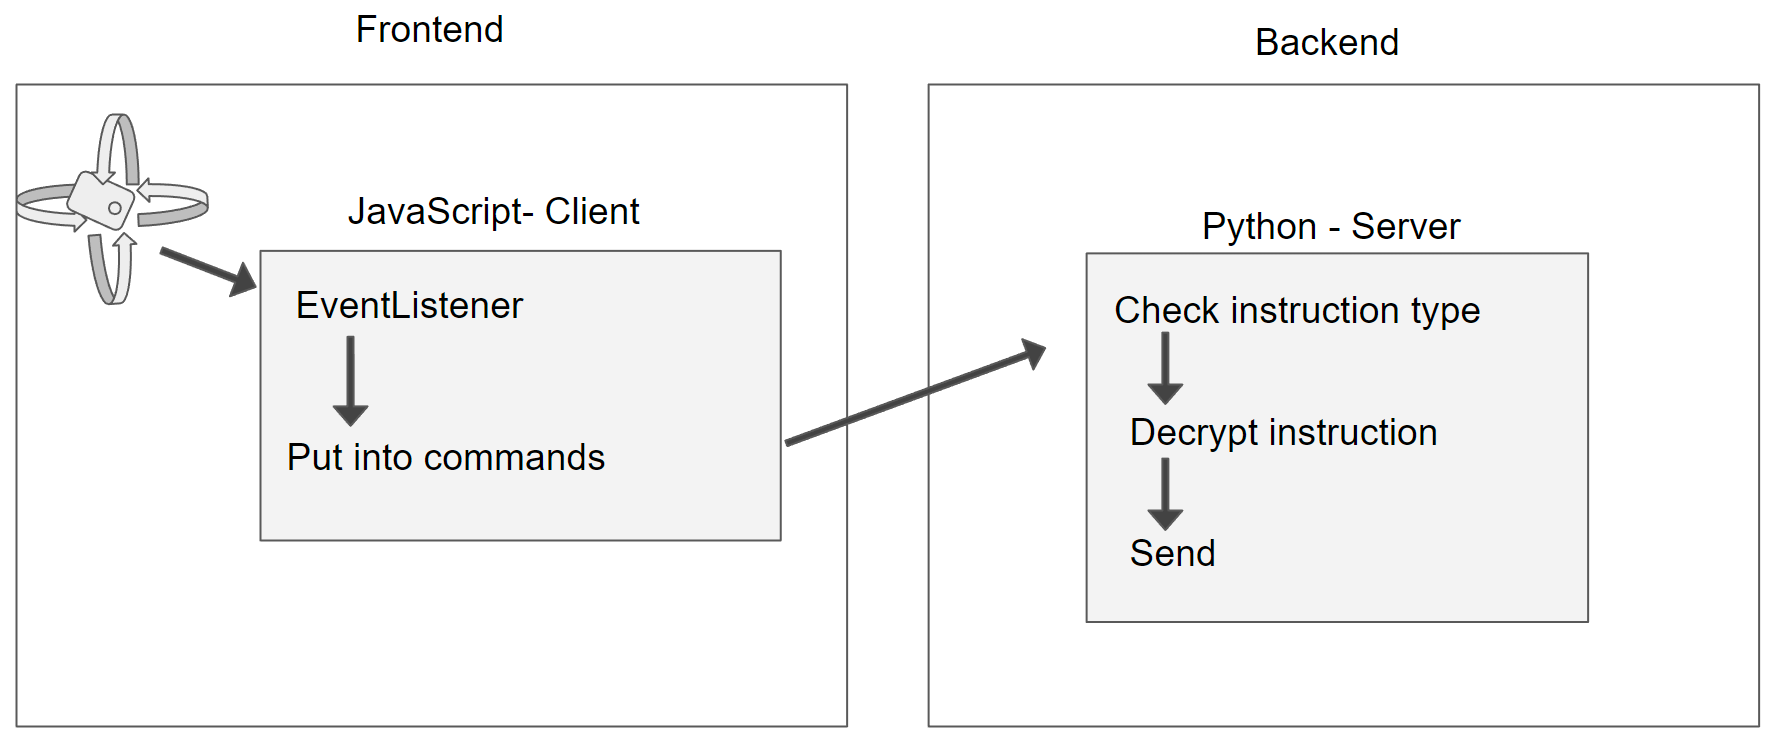 Frontend
Backend
JavaScript- Client
EventListener
Put into commands
Python - Server
Check instruction type
Decrypt instruction
Send